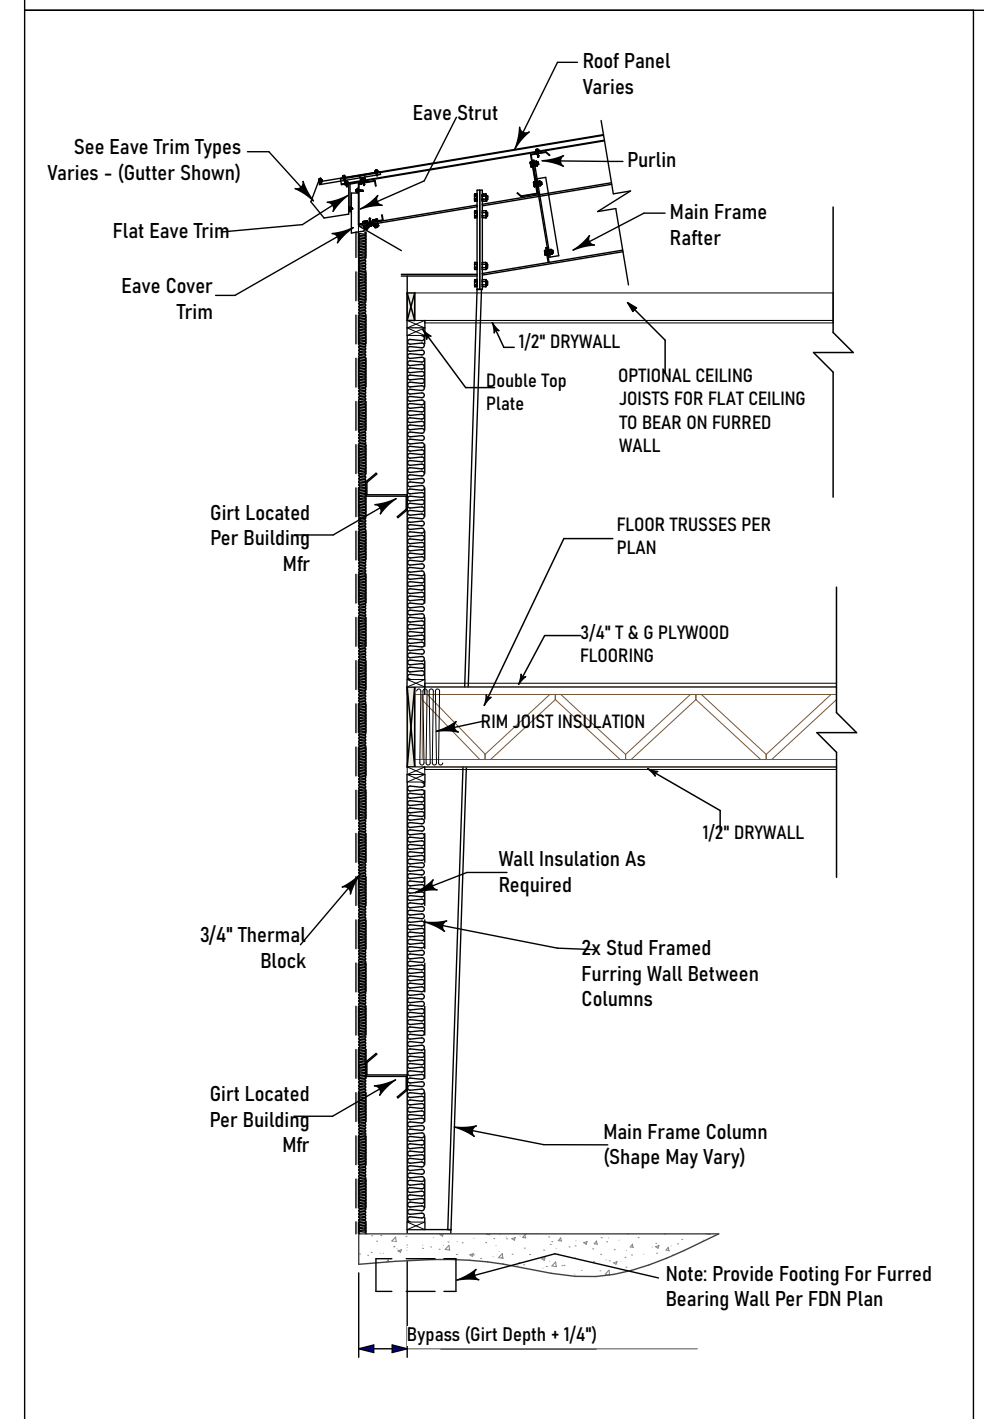 Roof Panel
Varies
Eave Strut
See Eave Trim Types
Varies - (Gutter Shown)
Purlin
Flat Eave Trim
Main Frame
Rafter
Eave Cover
Trim
1/2" DRYWALL
Double Top
Plate
OPTIONAL CEILING
JOISTS FOR FLAT CEILING
TO BEAR ON FURRED
WALL
Girt Located
Per Building
Mfr
FLOOR TRUSSES PER
PLAN
3/4" T & G PLYWOOD
FLOORING
RIM JOIST INSULATION
1/2" DRYWALL
Wall Insulation As
Required
3/4" Thermal
Block
2x Stud Framed
Furring Wall Between
Columns
Girt Located
Per Building
Mfr
Main Frame Column
(Shape May Vary)
Note: Provide Footing For Furred
Bearing Wall Per FDN Plan
Bypass (Girt Depth + 1/4")